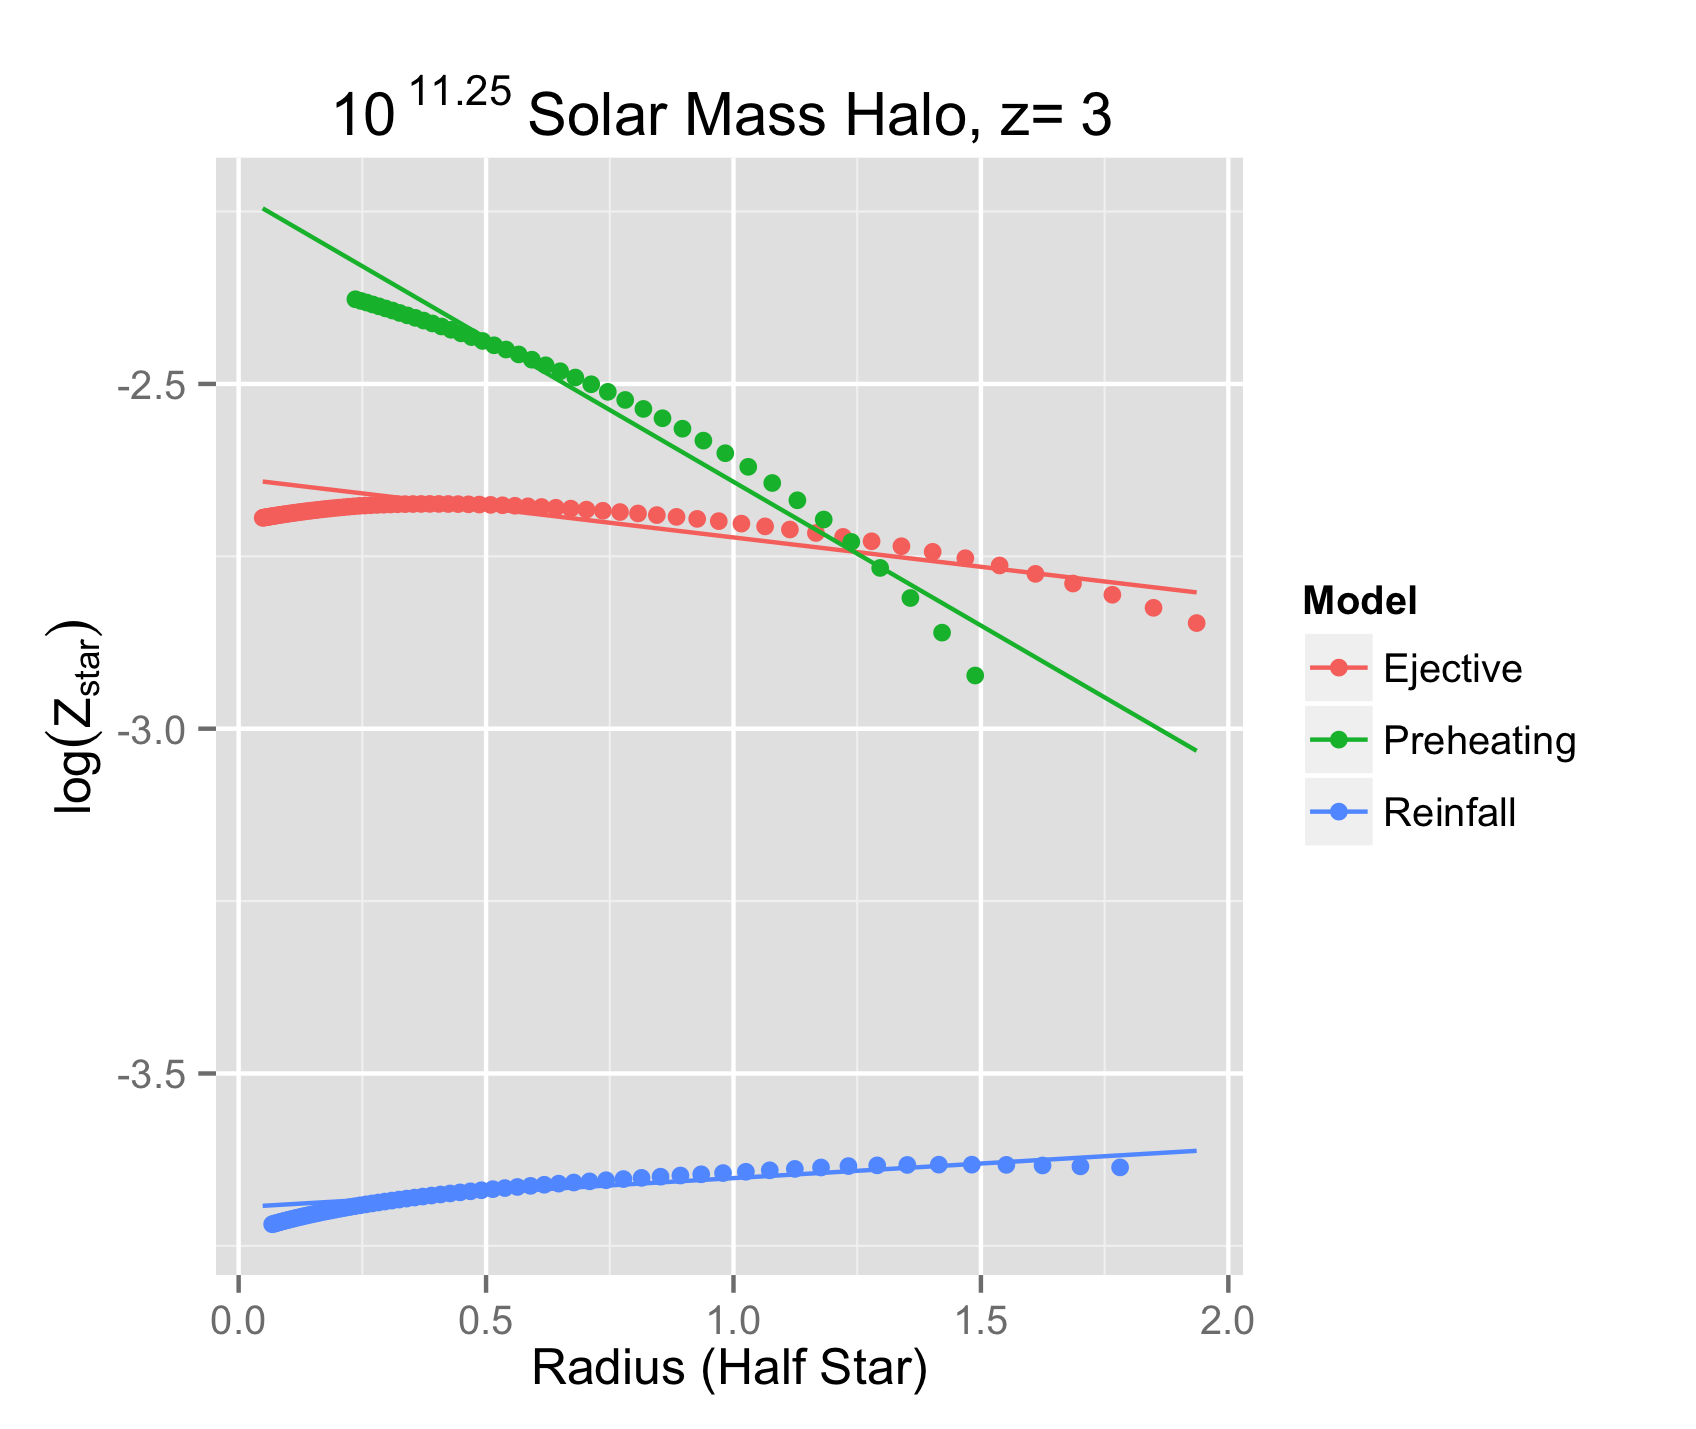 10 11.25 Solar Mass Halo, z= 3
log(Zstar)
-2.5
-3.0
-3.5
0.0 0.5 1.0 1.5 2.0
Radius (Half Star)
Model
Ejective
Preheating
Reinfall